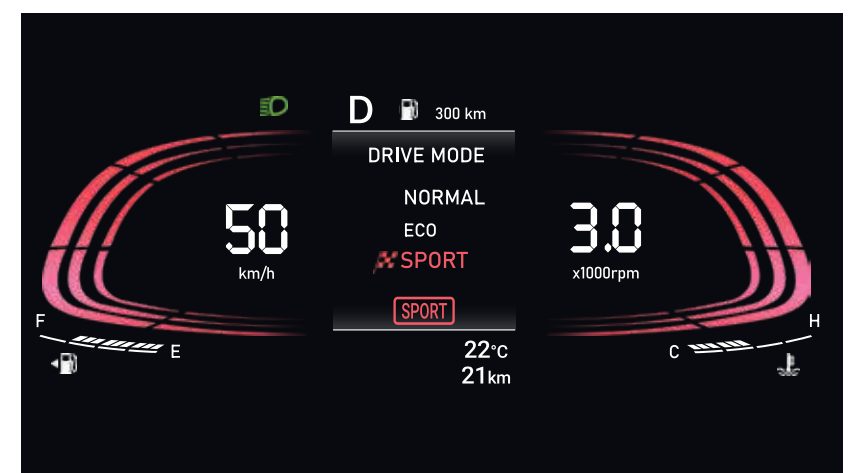 D 300 km
DRIVE MODE
NORMAL
ECO
SPORT
SPORT
50
km/h
3.0
x1000rpm
F
E
C
H
22°C
21km